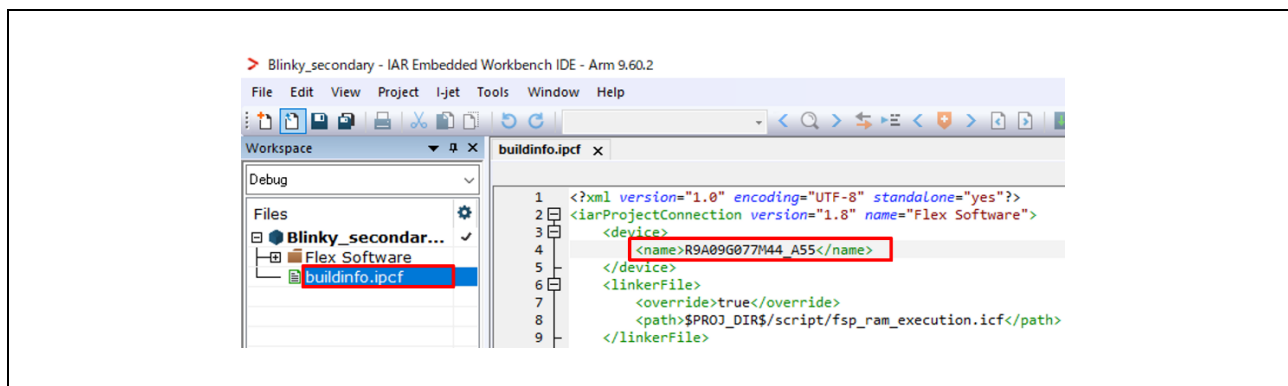 Blinky_secondary - IAR Embedded Workbench IDE - Arm 9.60.2
File Edit View Project I-jet Tools Window Help
Workspace
buildinfo.ipcf
Debug
Files
Blinky_secondar...
Flex Software
buildinfo.ipcf
1 <?xml version="1.0" encoding="UTF-8" standalone="yes"?>
2 <iarProjectConnection version="1.8" name="Flex Software">
3 <device>
4 <name>R9A09G077M44_A55</name>
5 </device>
6 <linkerFile>
7 <override>true</override>
8 <path>$PROJ_DIR$/script/fsp_ram_execution.icf</path>
9 </linkerFile>